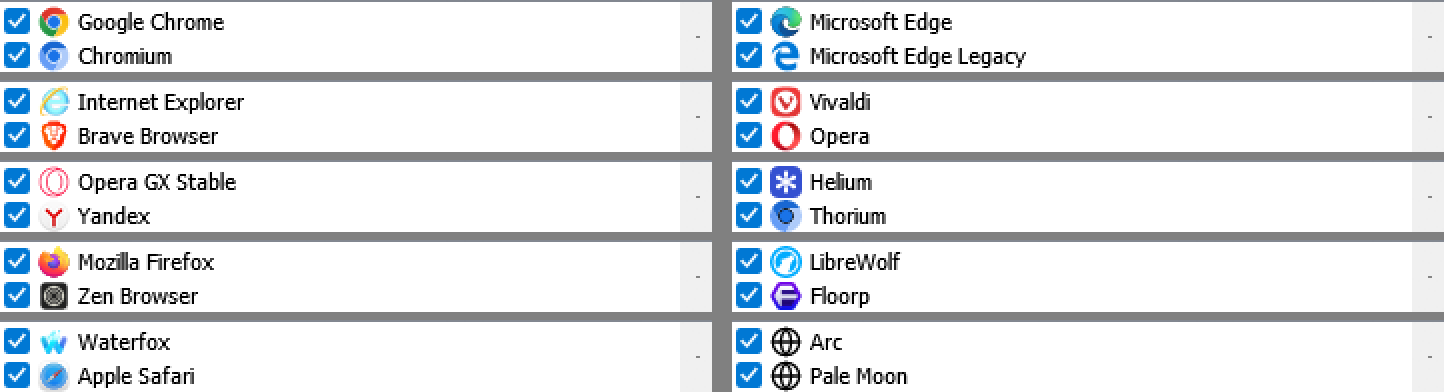 Google Chrome
Chromium
Microsoft Edge
Microsoft Edge Legacy
Internet Explorer
Brave Browser
Vivaldi
Opera
Opera GX Stable
Yandex
Helium
Thorium
Mozilla Firefox
Zen Browser
LibreWolf
Floorp
Waterfox
Apple Safari
Arc
Pale Moon